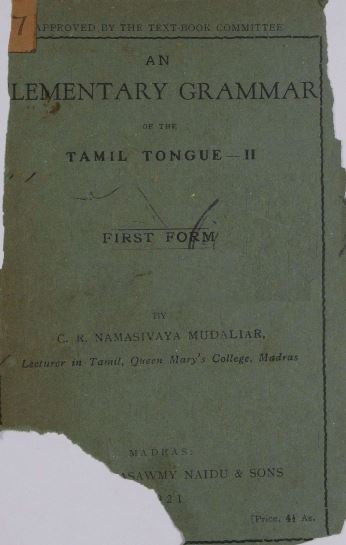 7
APPROVED BY THE TEXT-BOOK COMMITTEE
AN
LEMENTARY GRAMMAR
OF THE
TAMIL TONGUE—II
FIRST FORM
BY
C. R. NAMASIVAYA MUDALIAR,
Lecturer in Tamil, Queen Mary's College, Madras
MADRAS:
ASAWMY NAIDU & SONS
21
[Price, 4½ As.